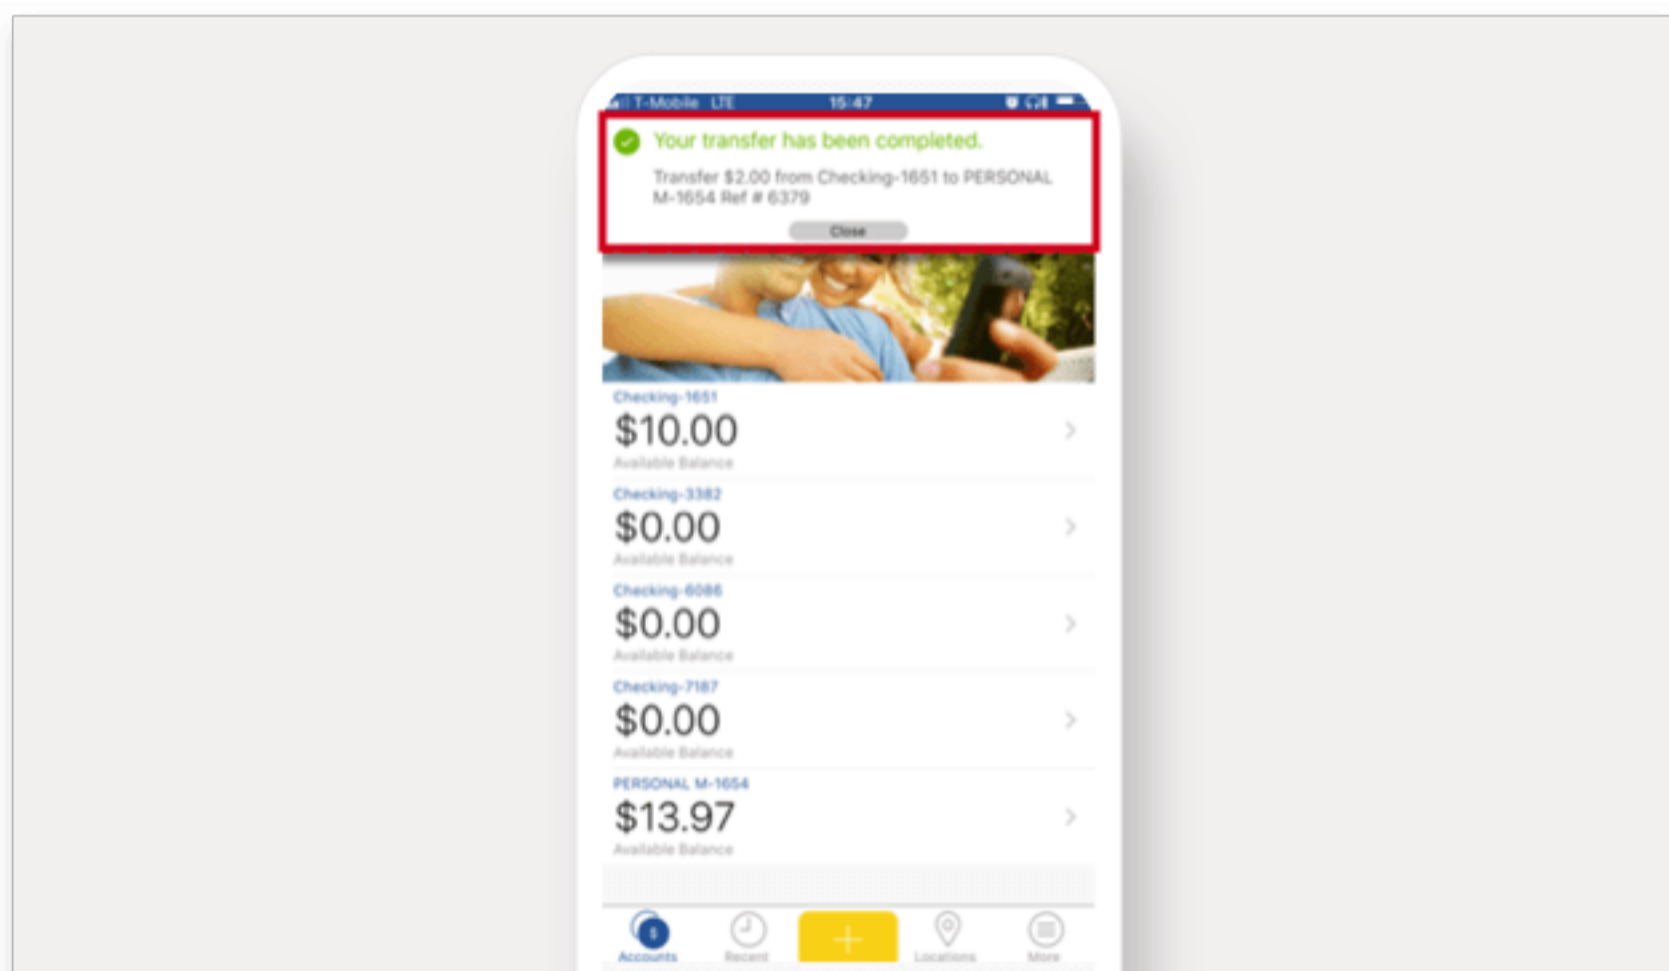 T-Mobile LTE 15:47
Your transfer has been completed.
Transfer $2.00 from Checking-1651 to PERSONAL
M-1654 Ref # 6379
Close
Checking-1651
$10.00
Available Balance
Checking-3382
$0.00
Available Balance
Checking-6086
$0.00
Available Balance
Checking-7187
$0.00
Available Balance
PERSONAL M-1654
$13.97
Available Balance
$ +
Accounts Recent Locations More